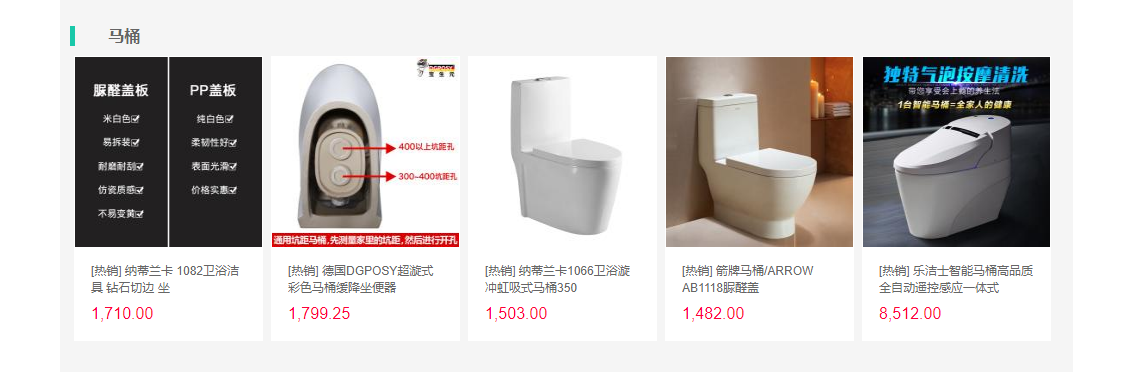 马桶
脲醛盖板
米白色☑
易拆装☑
耐磨耐刮☑
仿瓷质感☑
不易变黄☑
PP盖板
纯白色☑
柔韧性好☑
表面光滑☑
价格实惠☑
DGPOSY
400以上坑距孔
300-400坑距孔
通用坑距马桶,先测量家里的坑距,然后进行开孔
独特气泡按摩清洗
带您享受会上瘾的养生法
1台智能马桶=全家人的健康
[热销] 纳蒂兰卡 1082卫浴洁
具 钻石切边 坐
1,710.00
[热销] 德国DGPOSY超漩式
彩色马桶缓降坐便器
1,799.25
[热销] 纳蒂兰卡1066卫浴漩
冲虹吸式马桶350
1,503.00
[热销] 箭牌马桶/ARROW
AB1118脲醛盖
1,482.00
[热销] 乐洁士智能马桶高品质
全自动遥控感应一体式
8,512.00